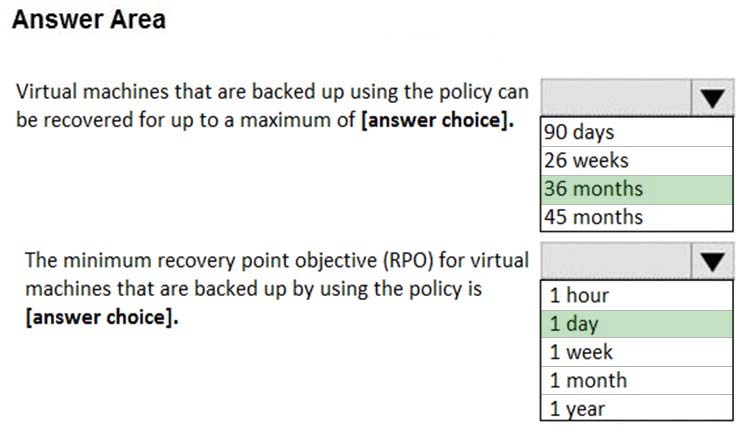 Answer Area
Virtual machines that are backed up using the policy can
be recovered for up to a maximum of [answer choice].
90 days
26 weeks
36 months
45 months
The minimum recovery point objective (RPO) for virtual
machines that are backed up by using the policy is
[answer choice].
1 hour
1 day
1 week
1 month
1 year